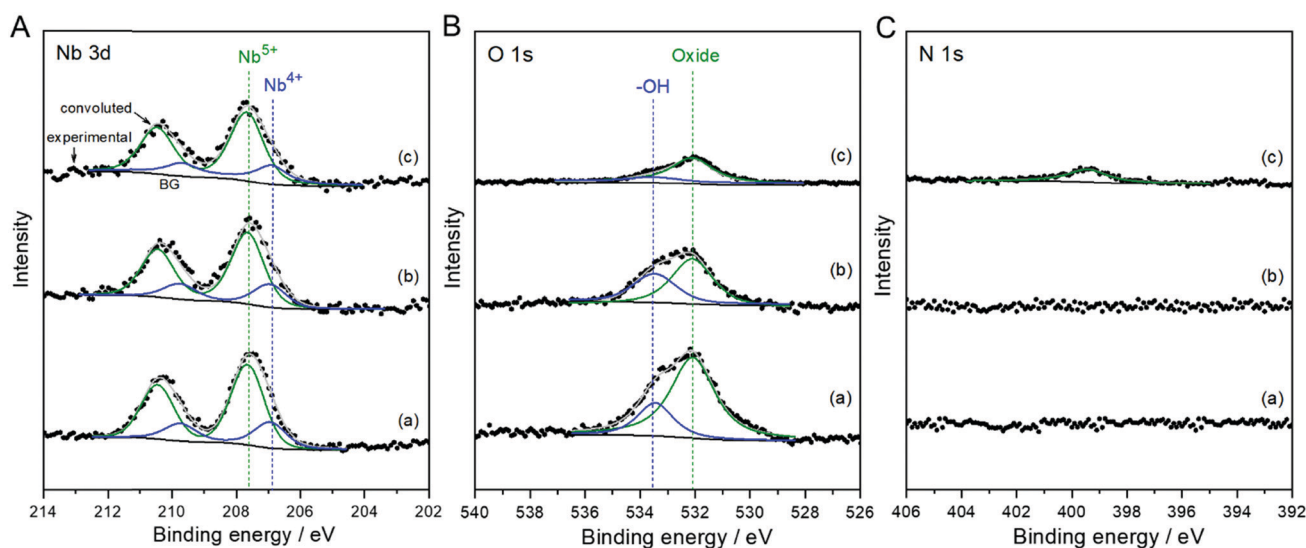 A
Nb 3d
Nb5+
Nb4+
convoluted
experimental
BG
(c)
(b)
(a)
Intensity
214 212 210 208 206 204 202
Binding energy / eV
B
O 1s
Oxide
-OH
(c)
(b)
(a)
Intensity
540 538 536 534 532 530 528 526
Binding energy / eV
C
N 1s
(c)
(b)
(a)
Intensity
406 404 402 400 398 396 394 392
Binding energy / eV